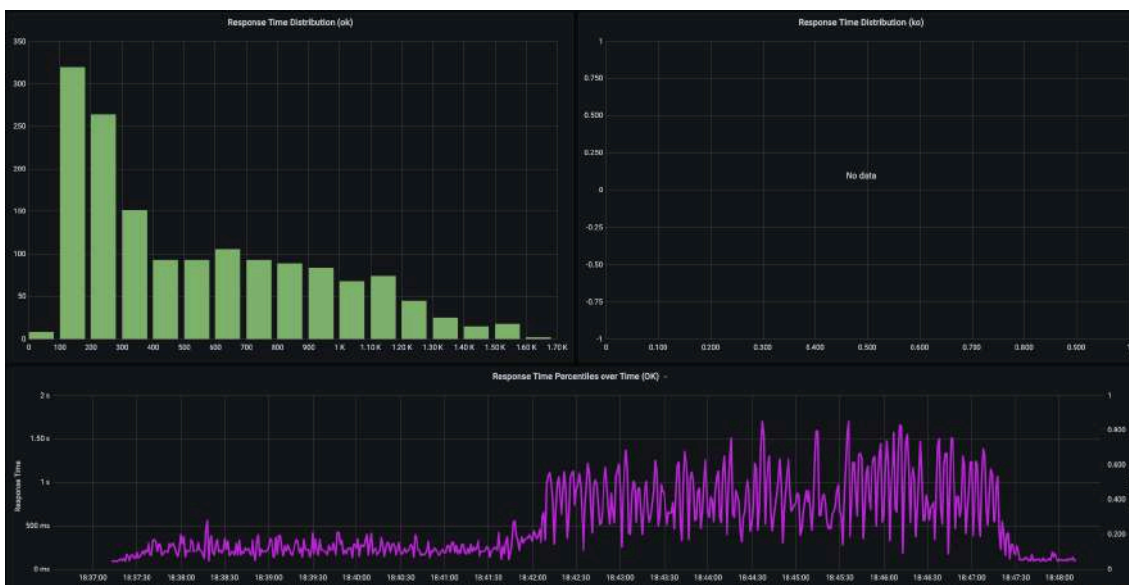 Response Time Distribution (ok)
350
300
250
200
150
100
50
0
0 100 200 300 400 500 600 700 800 900 1 K 1.10 K 1.20 K 1.30 K 1.40 K 1.50 K 1.60 K 1.70 K
Response Time Distribution (ko)
1
0.750
0.500
0.250
0
-0.25
-0.50
-0.75
-1
No data
0 0.100 0.200 0.300 0.400 0.500 0.600 0.700 0.800 0.900 1
Response Time Percentiles over Time (OK)
Response Time
2 s
1.50 s
1 s
500 ms
0 ms
1
0.800
0.600
0.400
0.200
0
18:37:00 18:37:30 18:38:00 18:38:30 18:39:00 18:39:30 18:40:00 18:40:30 18:41:00 18:41:30 18:42:00 18:42:30 18:43:00 18:43:30 18:44:00 18:44:30 18:45:00 18:45:30 18:46:00 18:46:30 18:47:00 18:47:30 18:48:00